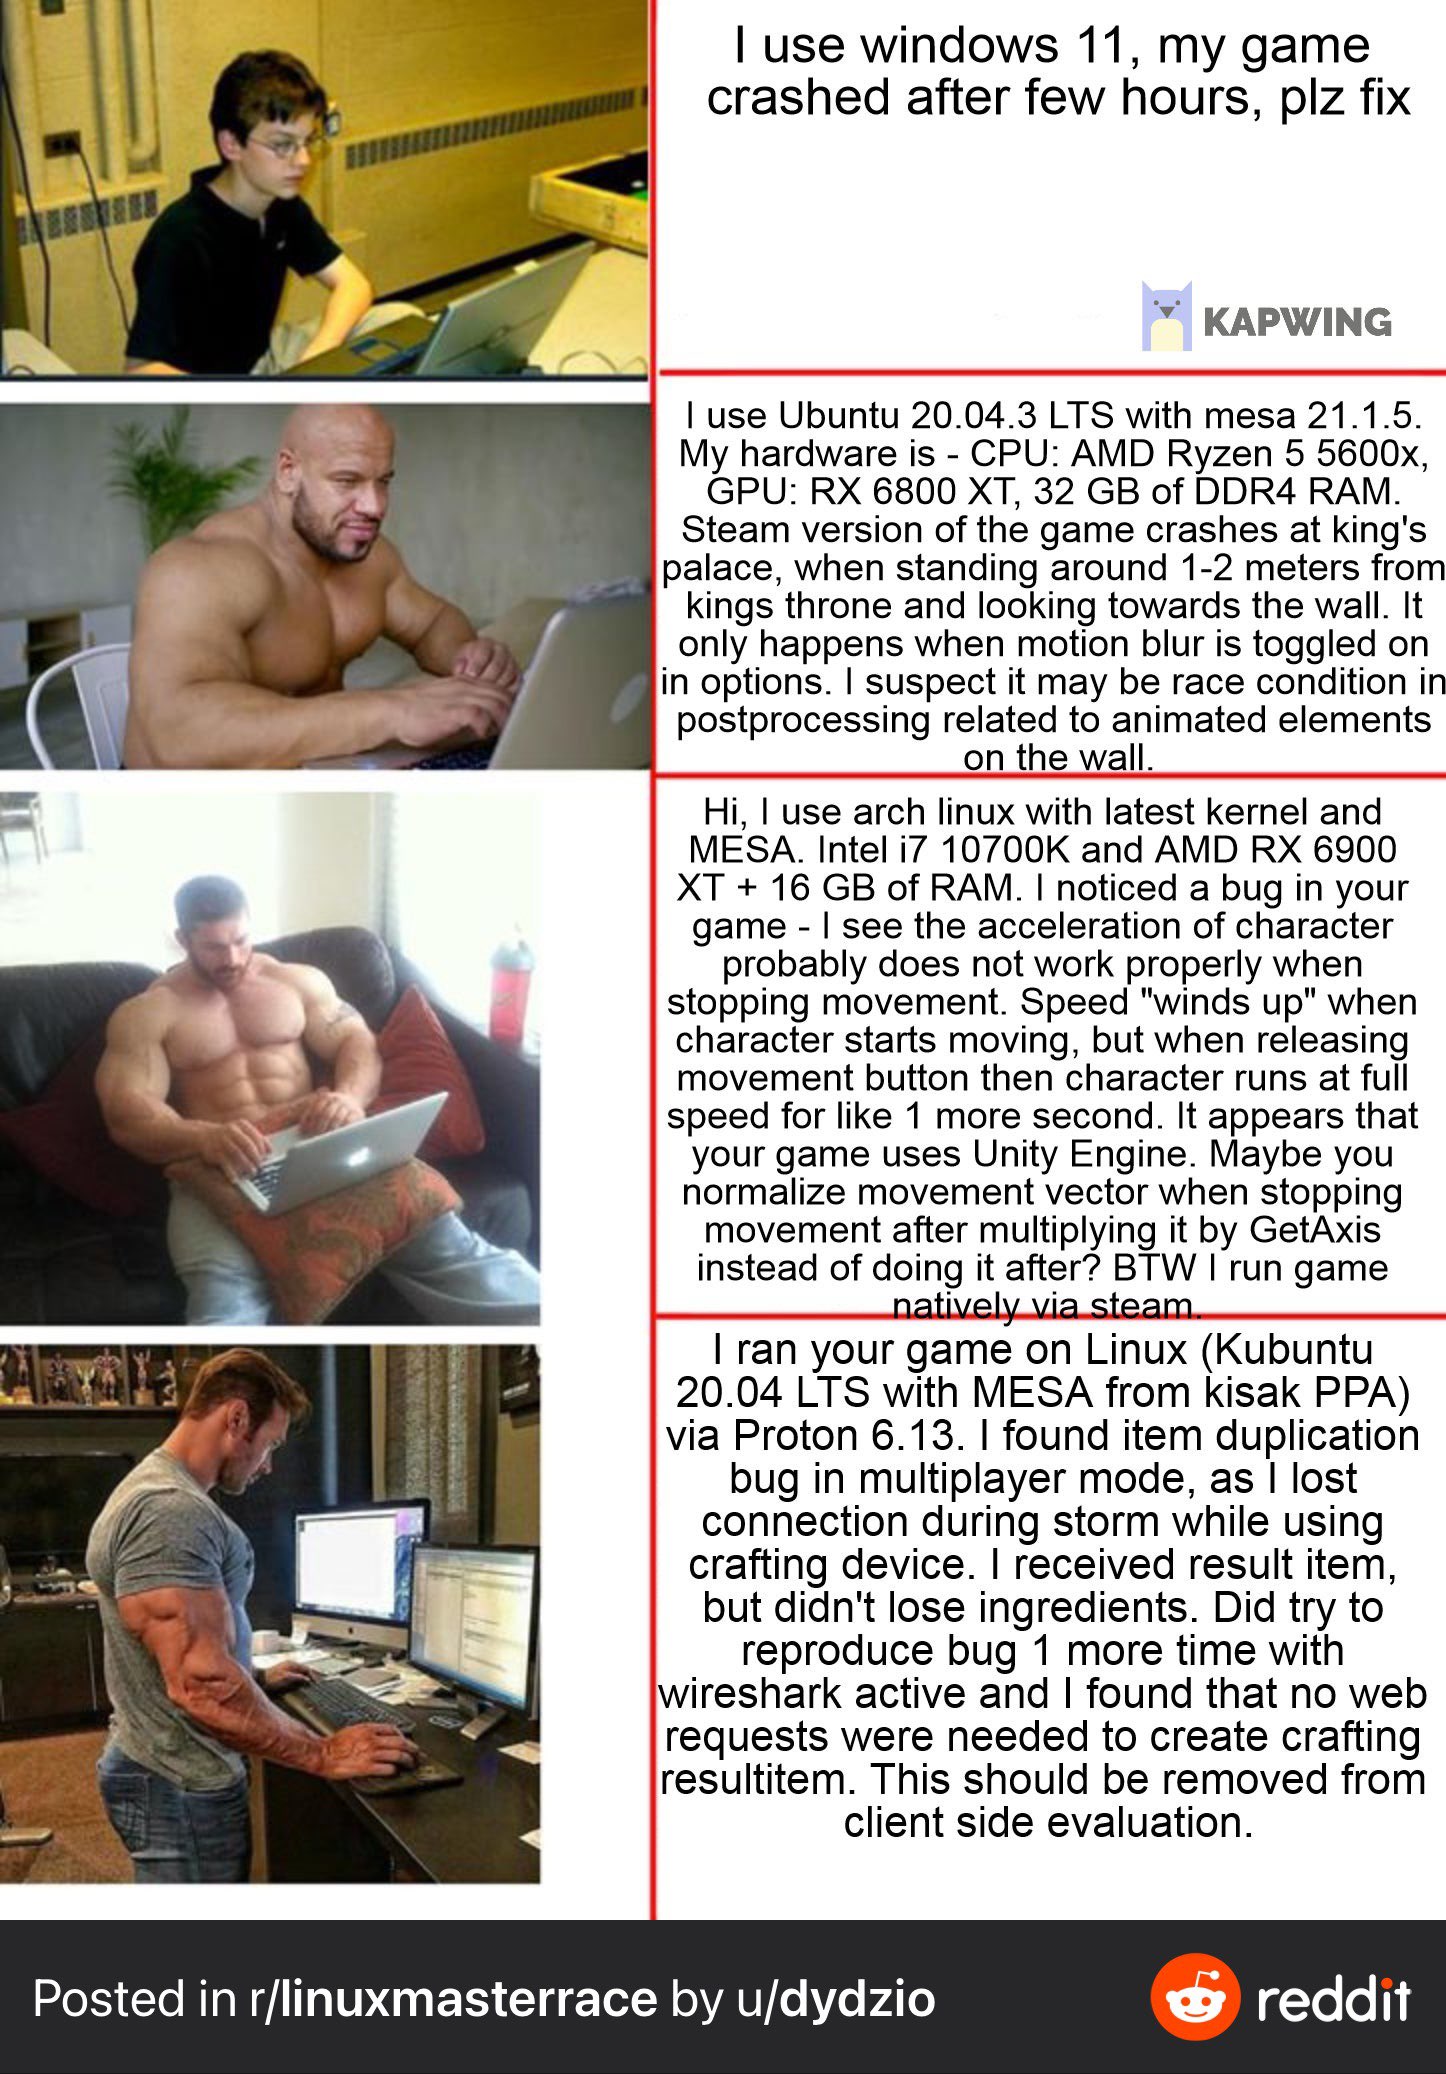 I use windows 11, my game
crashed after few hours, plz fix
KAPWING
I use Ubuntu 20.04.3 LTS with mesa 21.1.5.
My hardware is - CPU: AMD Ryzen 5 5600x,
GPU: RX 6800 XT, 32 GB of DDR4 RAM.
Steam version of the game crashes at king's
palace, when standing around 1-2 meters from
kings throne and looking towards the wall. It
only happens when motion blur is toggled on
in options. I suspect it may be race condition in
postprocessing related to animated elements
on the wall.
Hi, I use arch linux with latest kernel and
MESA. Intel i7 10700K and AMD RX 6900
XT + 16 GB of RAM. I noticed a bug in your
game - I see the acceleration of character
probably does not work properly when
stopping movement. Speed "winds up" when
character starts moving, but when releasing
movement button then character runs at full
speed for like 1 more second. It appears that
your game uses Unity Engine. Maybe you
normalize movement vector when stopping
movement after multiplying it by GetAxis
instead of doing it after? BTW I run game
natively via steam.
I ran your game on Linux (Kubuntu
20.04 LTS with MESA from kisak PPA)
via Proton 6.13. I found item duplication
bug in multiplayer mode, as I lost
connection during storm while using
crafting device. I received result item,
but didn't lose ingredients. Did try to
reproduce bug 1 more time with
wireshark active and I found that no web
requests were needed to create crafting
resultitem. This should be removed from
client side evaluation.
Posted in r/linuxmasterrace by u/dydzio
reddit